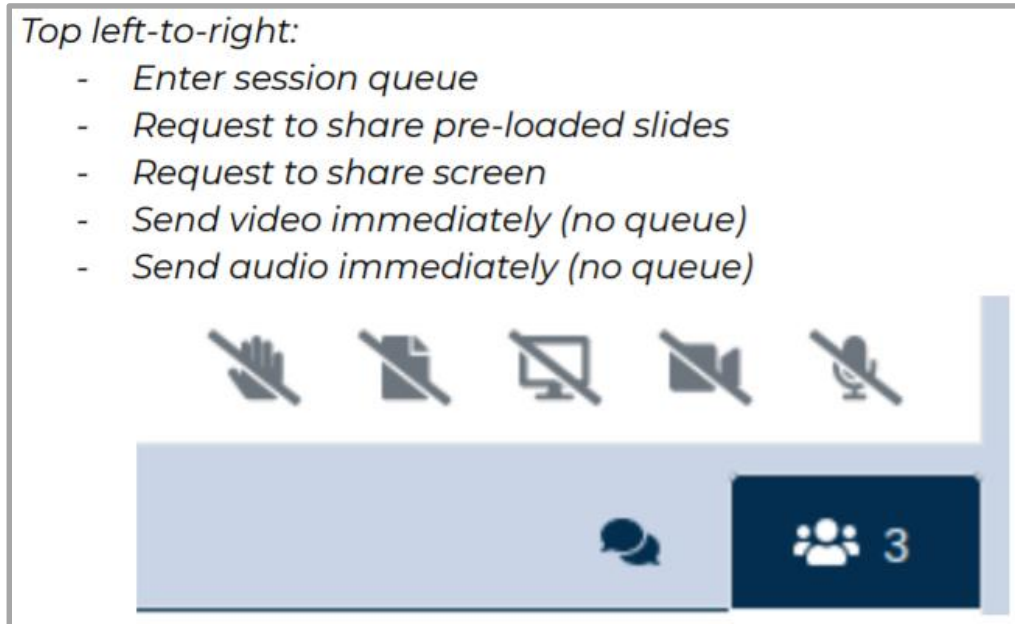 Top left-to-right:
- Enter session queue
- Request to share pre-loaded slides
- Request to share screen
- Send video immediately (no queue)
- Send audio immediately (no queue)
3